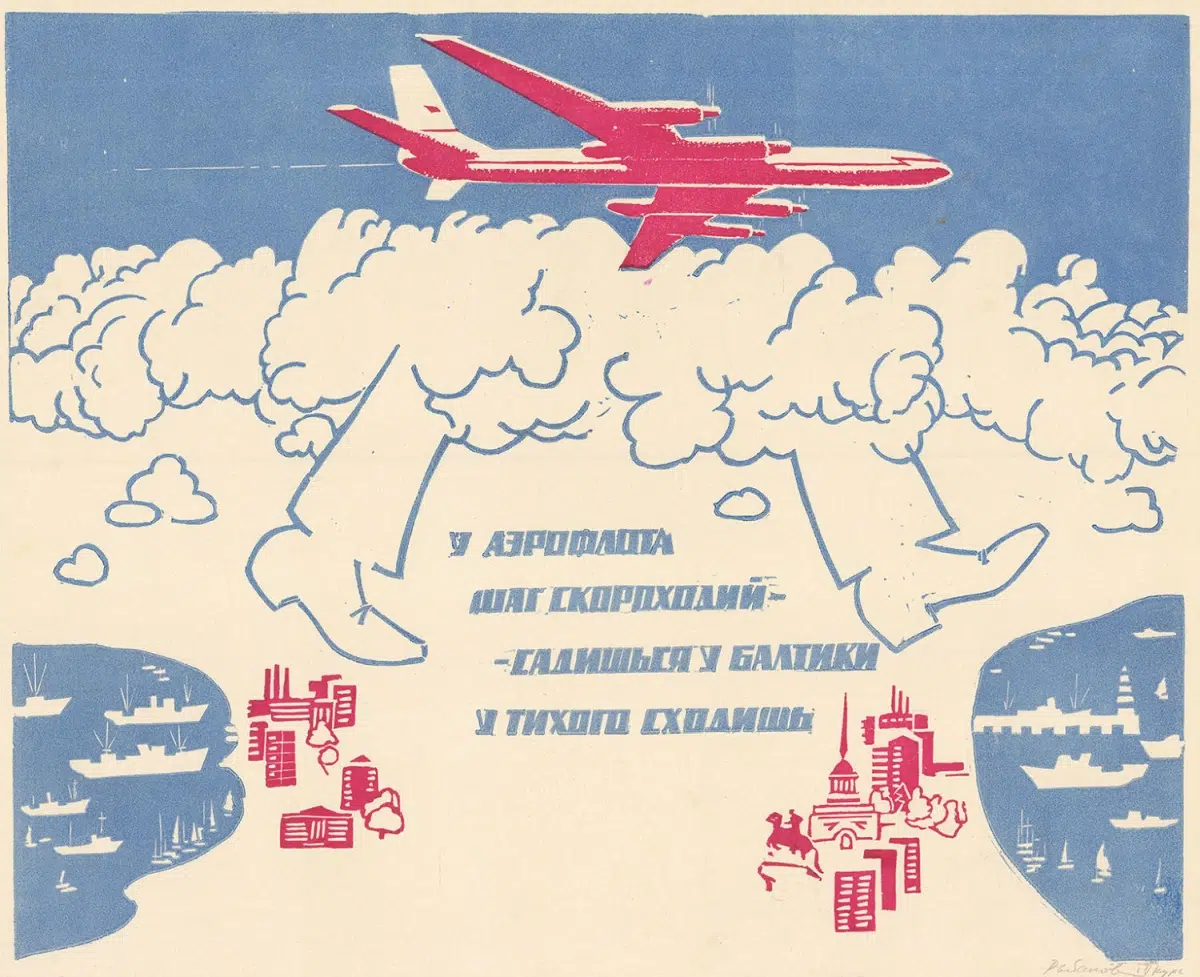 У АЭРОФЛОТА
ШАГ СКОРОХОДИЙ-
-САДИШЬСЯ У БАЛТИКИ
У ТИХОГО СХОДИШЬ